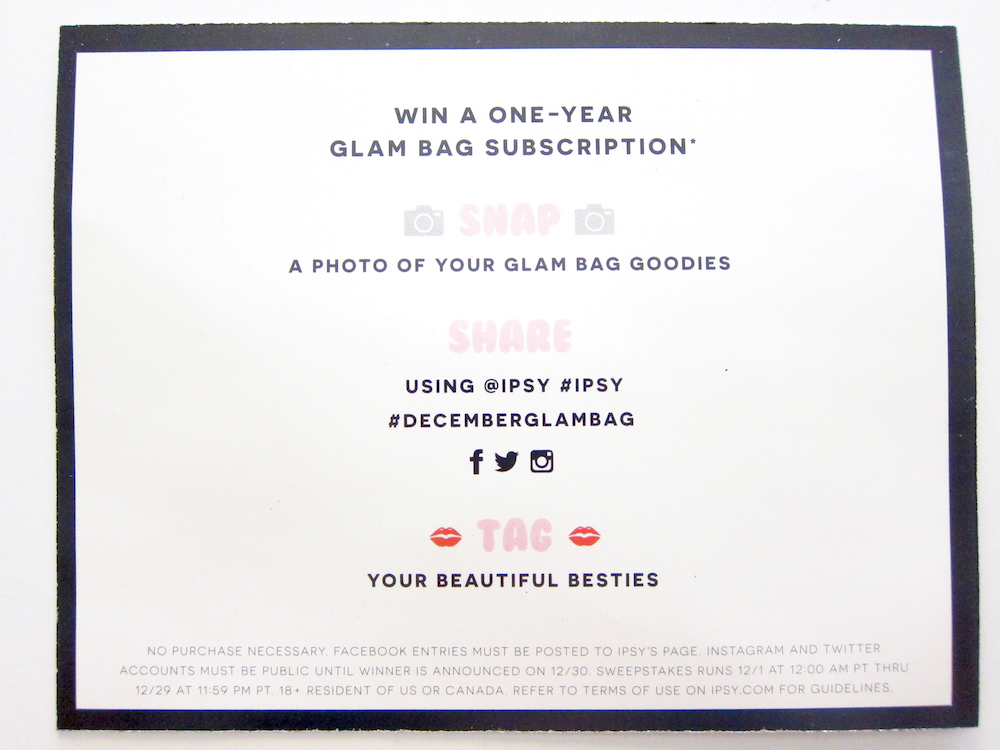 WIN A ONE-YEAR
GLAM BAG SUBSCRIPTION*
SNAP
A PHOTO OF YOUR GLAM BAG GOODIES
SHARE
USING @IPSY #IPSY
#DECEMBERGLAMBAG
TAG
YOUR BEAUTIFUL BESTIES
NO PURCHASE NECESSARY. FACEBOOK ENTRIES MUST BE POSTED TO IPSY'S PAGE. INSTAGRAM AND TWITTER
ACCOUNTS MUST BE PUBLIC UNTIL WINNER IS ANNOUNCED ON 12/30. SWEEPSTAKES RUNS 12/1 AT 12:00 AM PT THRU
12/29 AT 11:59 PM PT. 18+ RESIDENT OF US OR CANADA. REFER TO TERMS OF USE ON IPSY.COM FOR GUIDELINES.